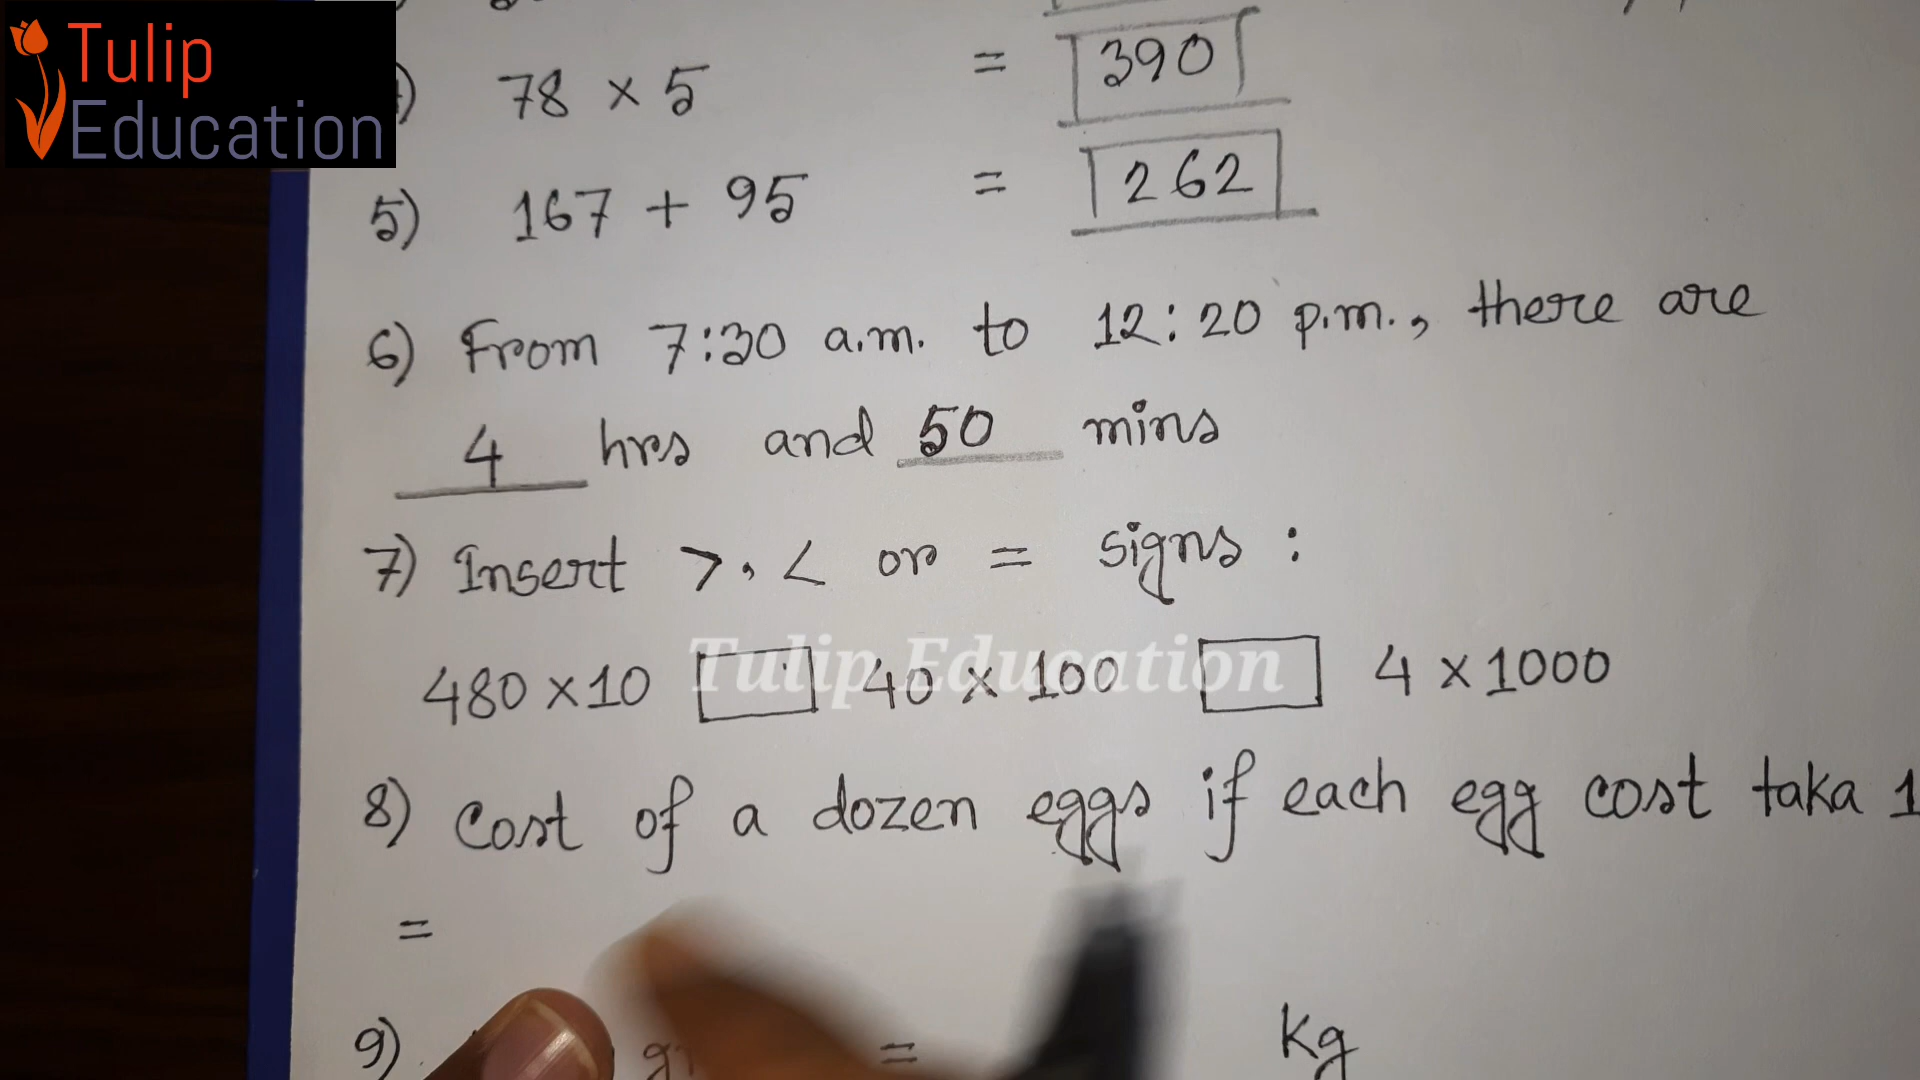 Tulip
Education
78 × 5 = 390
5) 167 + 95 = 262
6) From 7:30 a.m. to 12:20 p.m., there are
4 hrs and 50 mins
7) Insert >, < or = signs :
Tulip Education
480 × 10 40 × 100 4 × 1000
8) Cost of a dozen eggs if each egg cost taka 1
=
9) = kg